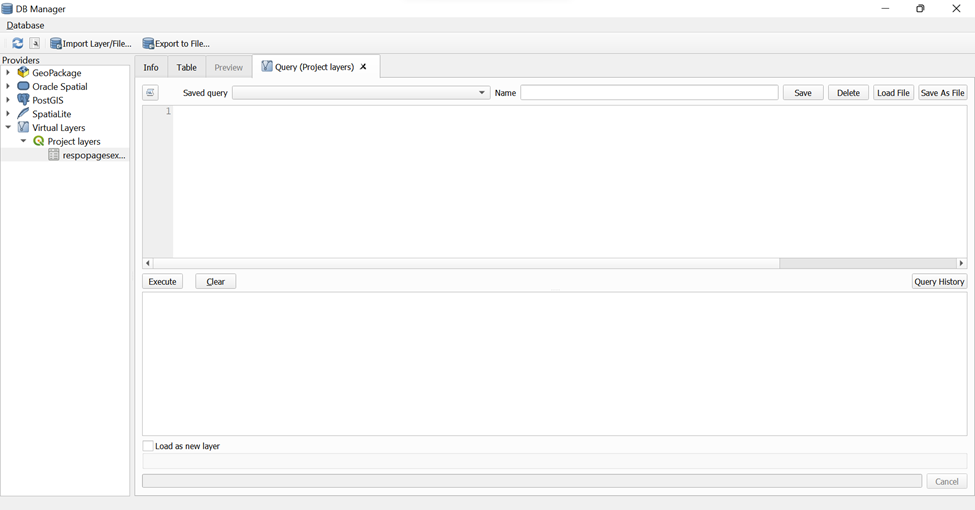 DB Manager
Database
Import Layer/File... Export to File...
Providers
GeoPackage
Oracle Spatial
PostGIS
SpatiaLite
Virtual Layers
Project layers
respopagesex...
Info Table Preview Query (Project layers)
Saved query Name Save Delete Load File Save As File
1
Execute Clear Query History
Load as new layer
Cancel